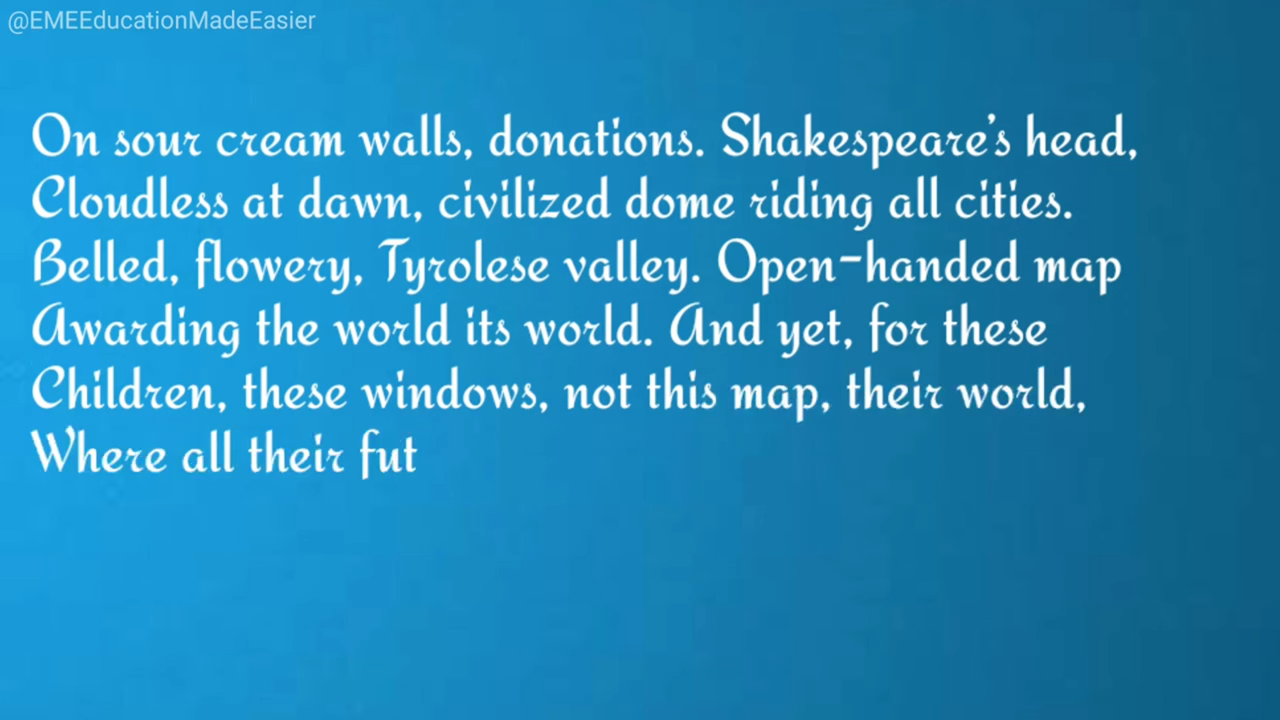 @EMEEducationMadeEasier
On sour cream walls, donations. Shakespeare's head,
Cloudless at dawn, civilized dome riding all cities.
Belled, flowery, Tyrolese valley. Open-handed map
Awarding the world its world. And yet, for these
Children, these windows, not this map, their world,
Where all their fut